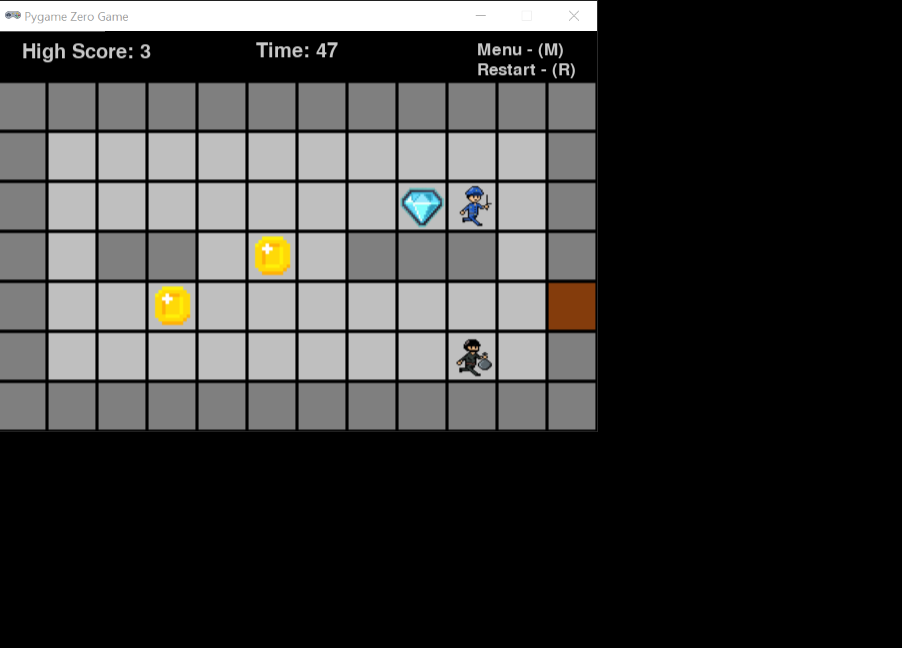 Pygame Zero Game
High Score: 3
Time: 47
Menu - (M)
Restart - (R)